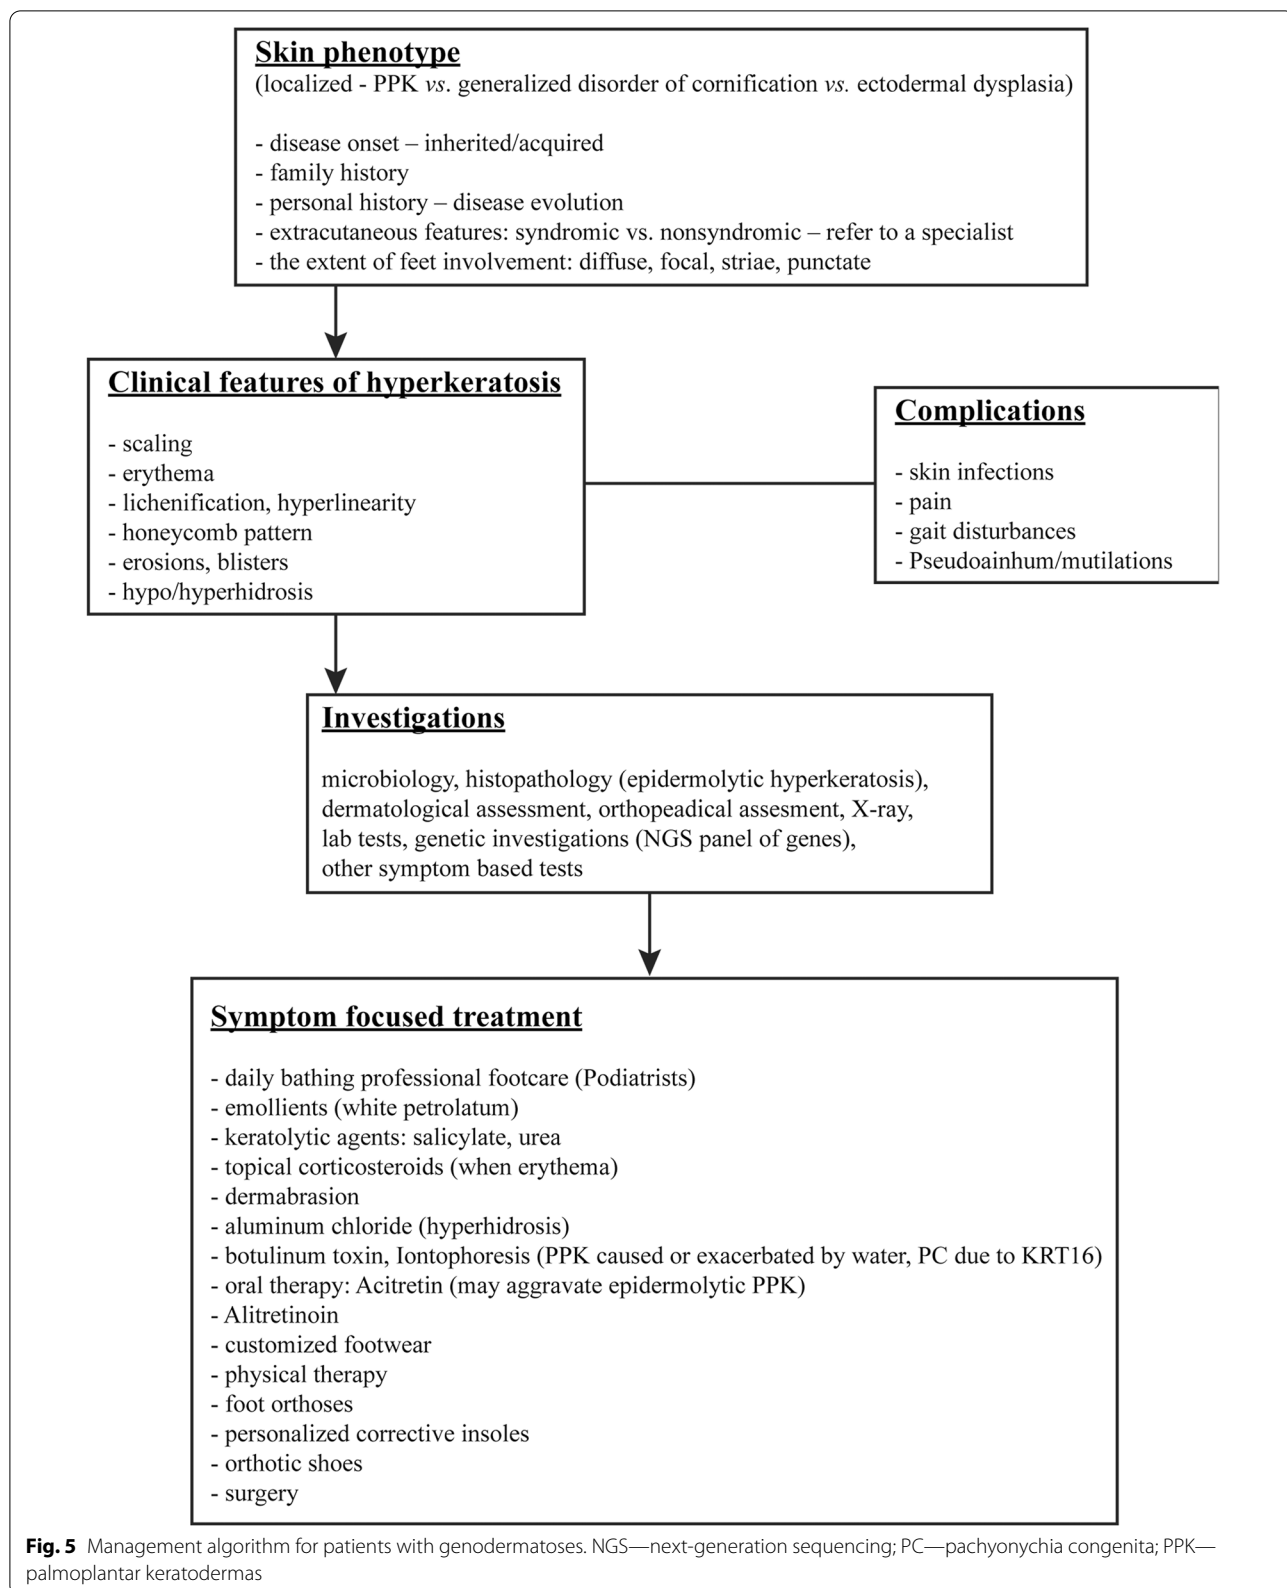 Skin phenotype
(localized - PPK vs. generalized disorder of cornification vs. ectodermal dysplasia)
- disease onset – inherited/acquired
- family history
- personal history – disease evolution
- extracutaneous features: syndromic vs. nonsyndromic – refer to a specialist
- the extent of feet involvement: diffuse, focal, striae, punctate
Clinical features of hyperkeratosis
- scaling
- erythema
- lichenification, hyperlinearity
- honeycomb pattern
- erosions, blisters
- hypo/hyperhidrosis
Complications
- skin infections
- pain
- gait disturbances
- Pseudoainhum/mutilations
Investigations
microbiology, histopathology (epidermolytic hyperkeratosis),
dermatological assessment, orthopeadical assesment, X-ray,
lab tests, genetic investigations (NGS panel of genes),
other symptom based tests
Symptom focused treatment
- daily bathing professional footcare (Podiatrists)
- emollients (white petrolatum)
- keratolytic agents: salicylate, urea
- topical corticosteroids (when erythema)
- dermabrasion
- aluminum chloride (hyperhidrosis)
- botulinum toxin, Iontophoresis (PPK caused or exacerbated by water, PC due to KRT16)
- oral therapy: Acitretin (may aggravate epidermolytic PPK)
- Alitretinoin
- customized footwear
- physical therapy
- foot orthoses
- personalized corrective insoles
- orthotic shoes
- surgery
Fig. 5 Management algorithm for patients with genodermatoses. NGS—next-generation sequencing; PC—pachyonychia congenita; PPK—
palmoplantar keratodermas